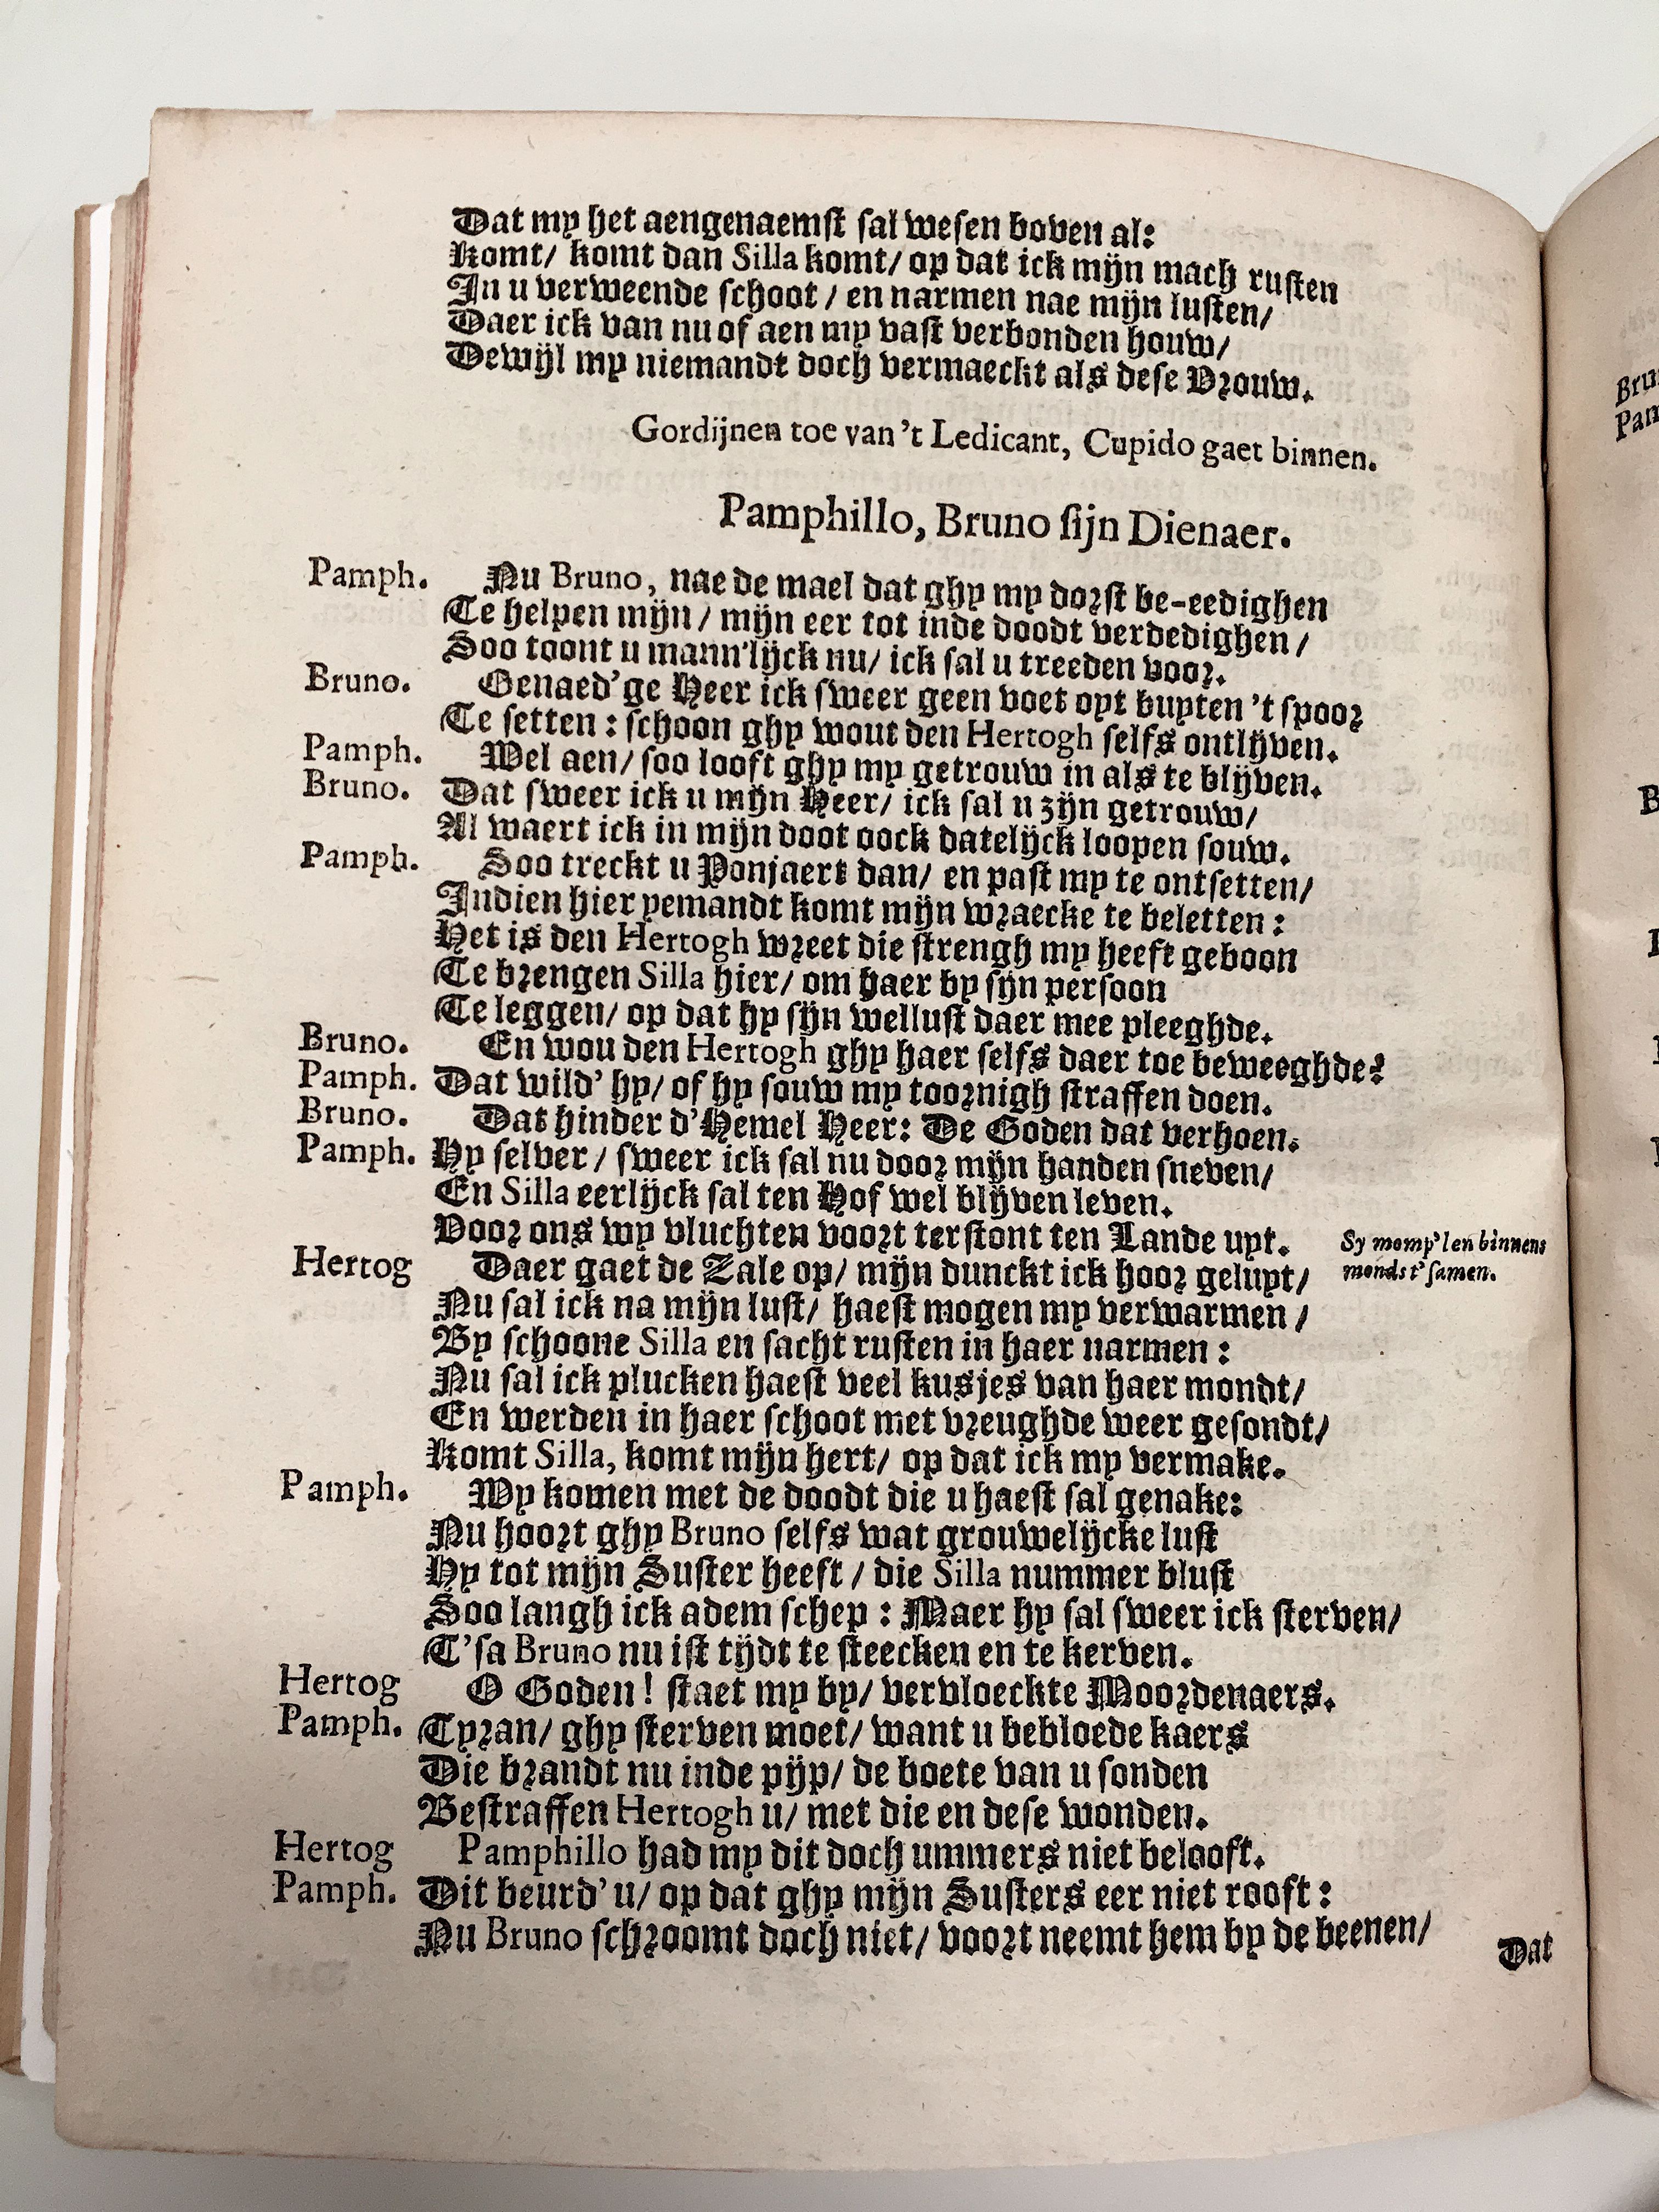 Dat my het aengenaemst sal wesen boven al:
Komt/ komt dan Silla komt/ op dat ick mijn mach rusten
In u verweende schoot / en narmen nae mijn lusten/
Daer ick van nu of aen my vast verbonden houw/
Dewijl my niemandt doch vermaeckt als dese Vrouw.
Gordijnen toe van 't Ledicant, Cupido gaet binnen.
Pamphillo, Bruno sijn Dienaer.
Pamph. Nu Bruno, nae de mael dat ghy my dorst be-eedighen
Te helpen mijn / mijn eer tot inde doodt verdedighen /
Soo toont u mann'lijck nu/ ick sal u treeden voor.
Bruno. Genaed'ge Heer ick sweer geen voet oyt buyten 't spoor
Te setten : schoon ghy wout den Hertogh selfs ontlijven.
Pamph. Wel aen/ soo looft ghy my getrouw in als te blijven.
Bruno. Dat sweer ick u mijn Heer/ ick sal u zijn getrouw/
Al waert ick in mijn doot oock datelijck loopen souw.
Pamph. Soo treckt u Ponjaert dan/ en past my te ontsetten/
Indien hier yemandt komt mijn wraecke te beletten :
Het is den Hertogh wreet die strengh my heeft geboon
Te brengen Silla hier/ om haer by sijn persoon
Te leggen/ op dat hy sijn wellust daer mee pleeghde.
Bruno. En wou den Hertogh ghy haer selfs daer toe beweeghde?
Pamph. Dat wild' hy/ of hy souw my toornigh straffen doen.
Bruno. Dat hinder d'Hemel Heer: De Goden dat verhoen.
Pamph. Hy selver / sweer ick sal nu door mijn handen sneven/
En Silla eerlijck sal ten Hof wel blijven leven.
Voor ons wy vluchten voort terstont ten Lande uyt.
Sy momp'len binnens
monds t'samen.
Hertog Daer gaet de Zale op/ mijn dunckt ick hoor geluyt/
Nu sal ick na mijn lust/ haest mogen my verwarmen /
By schoone Silla en sacht rusten in haer narmen :
Nu sal ick plucken haest veel kusjes van haer mondt/
En werden in haer schoot met vreughde weer gesondt/
Komt Silla, komt mijn hert/ op dat ick my vermake.
Pamph. Wy komen met de doodt die u haest sal genake:
Nu hoort ghy Bruno selfs wat grouwelijcke lust
Hy tot mijn Suster heeft / die Silla nummer blust
Soo langh ick adem schep : Maer hy sal sweer ick sterven/
T'sa Bruno nu ist tijdt te steecken en te kerven.
Hertog O Goden! staet my by/ vervloeckte Moordenaers.
Pamph. Tyran/ ghy sterven moet/ want u bebloede kaers
Die brandt nu inde pijp/ de boete van u sonden
Bestraffen Hertogh u/ met die en dese wonden.
Hertog Pamphillo had my dit doch ummers niet belooft.
Pamph. Dit beurd' u/ op dat ghy mijn Susters eer niet rooft :
Nu Bruno schroomt doch niet/ voort neemt hem by de beenen/
Dat